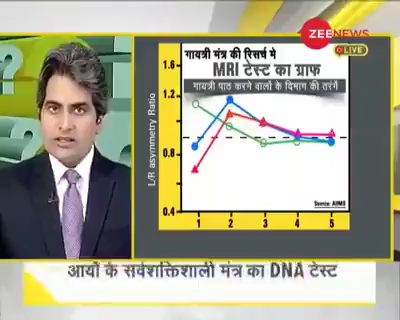 ZEE NEWS
LIVE
गायत्री मंत्र की रिसर्च मे
MRI टेस्ट का ग्राफ
गायत्री पाठ करने वालों के दिमाग की तरंगें
L/R asymmetry Ratio
1.6
1.2
0.8
0.4
1 2 3 4 5
Source: AIIMS
आर्यों के सर्वशक्तिशाली मंत्र का DNA टेस्ट